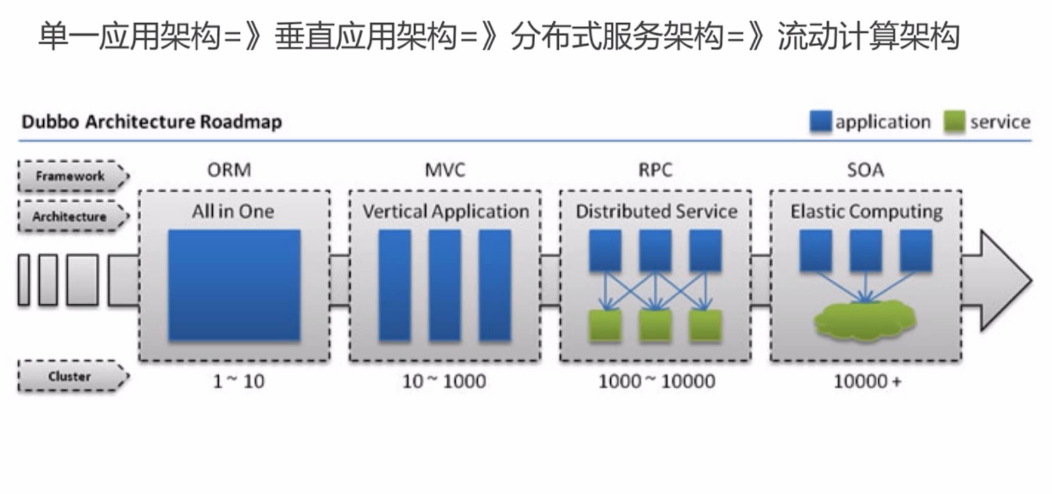 单一应用架构=》垂直应用架构=》分布式服务架构=》流动计算架构
Dubbo Architecture Roadmap
application service
Framework ORM MVC RPC SOA
Architecture All in One Vertical Application Distributed Service Elastic Computing
Cluster 1 ~ 10 10 ~ 1000 1000 ~ 10000 10000 +